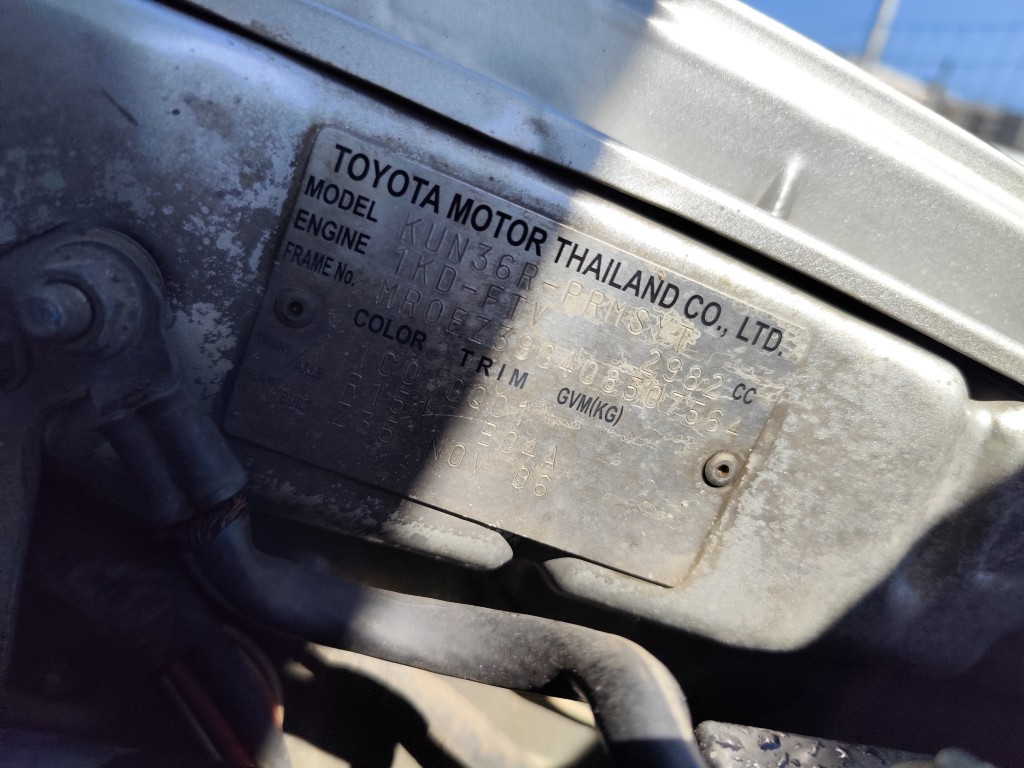 TOYOTA MOTOR THAILAND CO., LTD.
MODEL KUN36R-PRMSYT
ENGINE 1KD-FTV 2982 CC
FRAME No. MR0EZ39G408507564
COLOR TRIM GVM(KG)
1C0
B04A
NOV 06